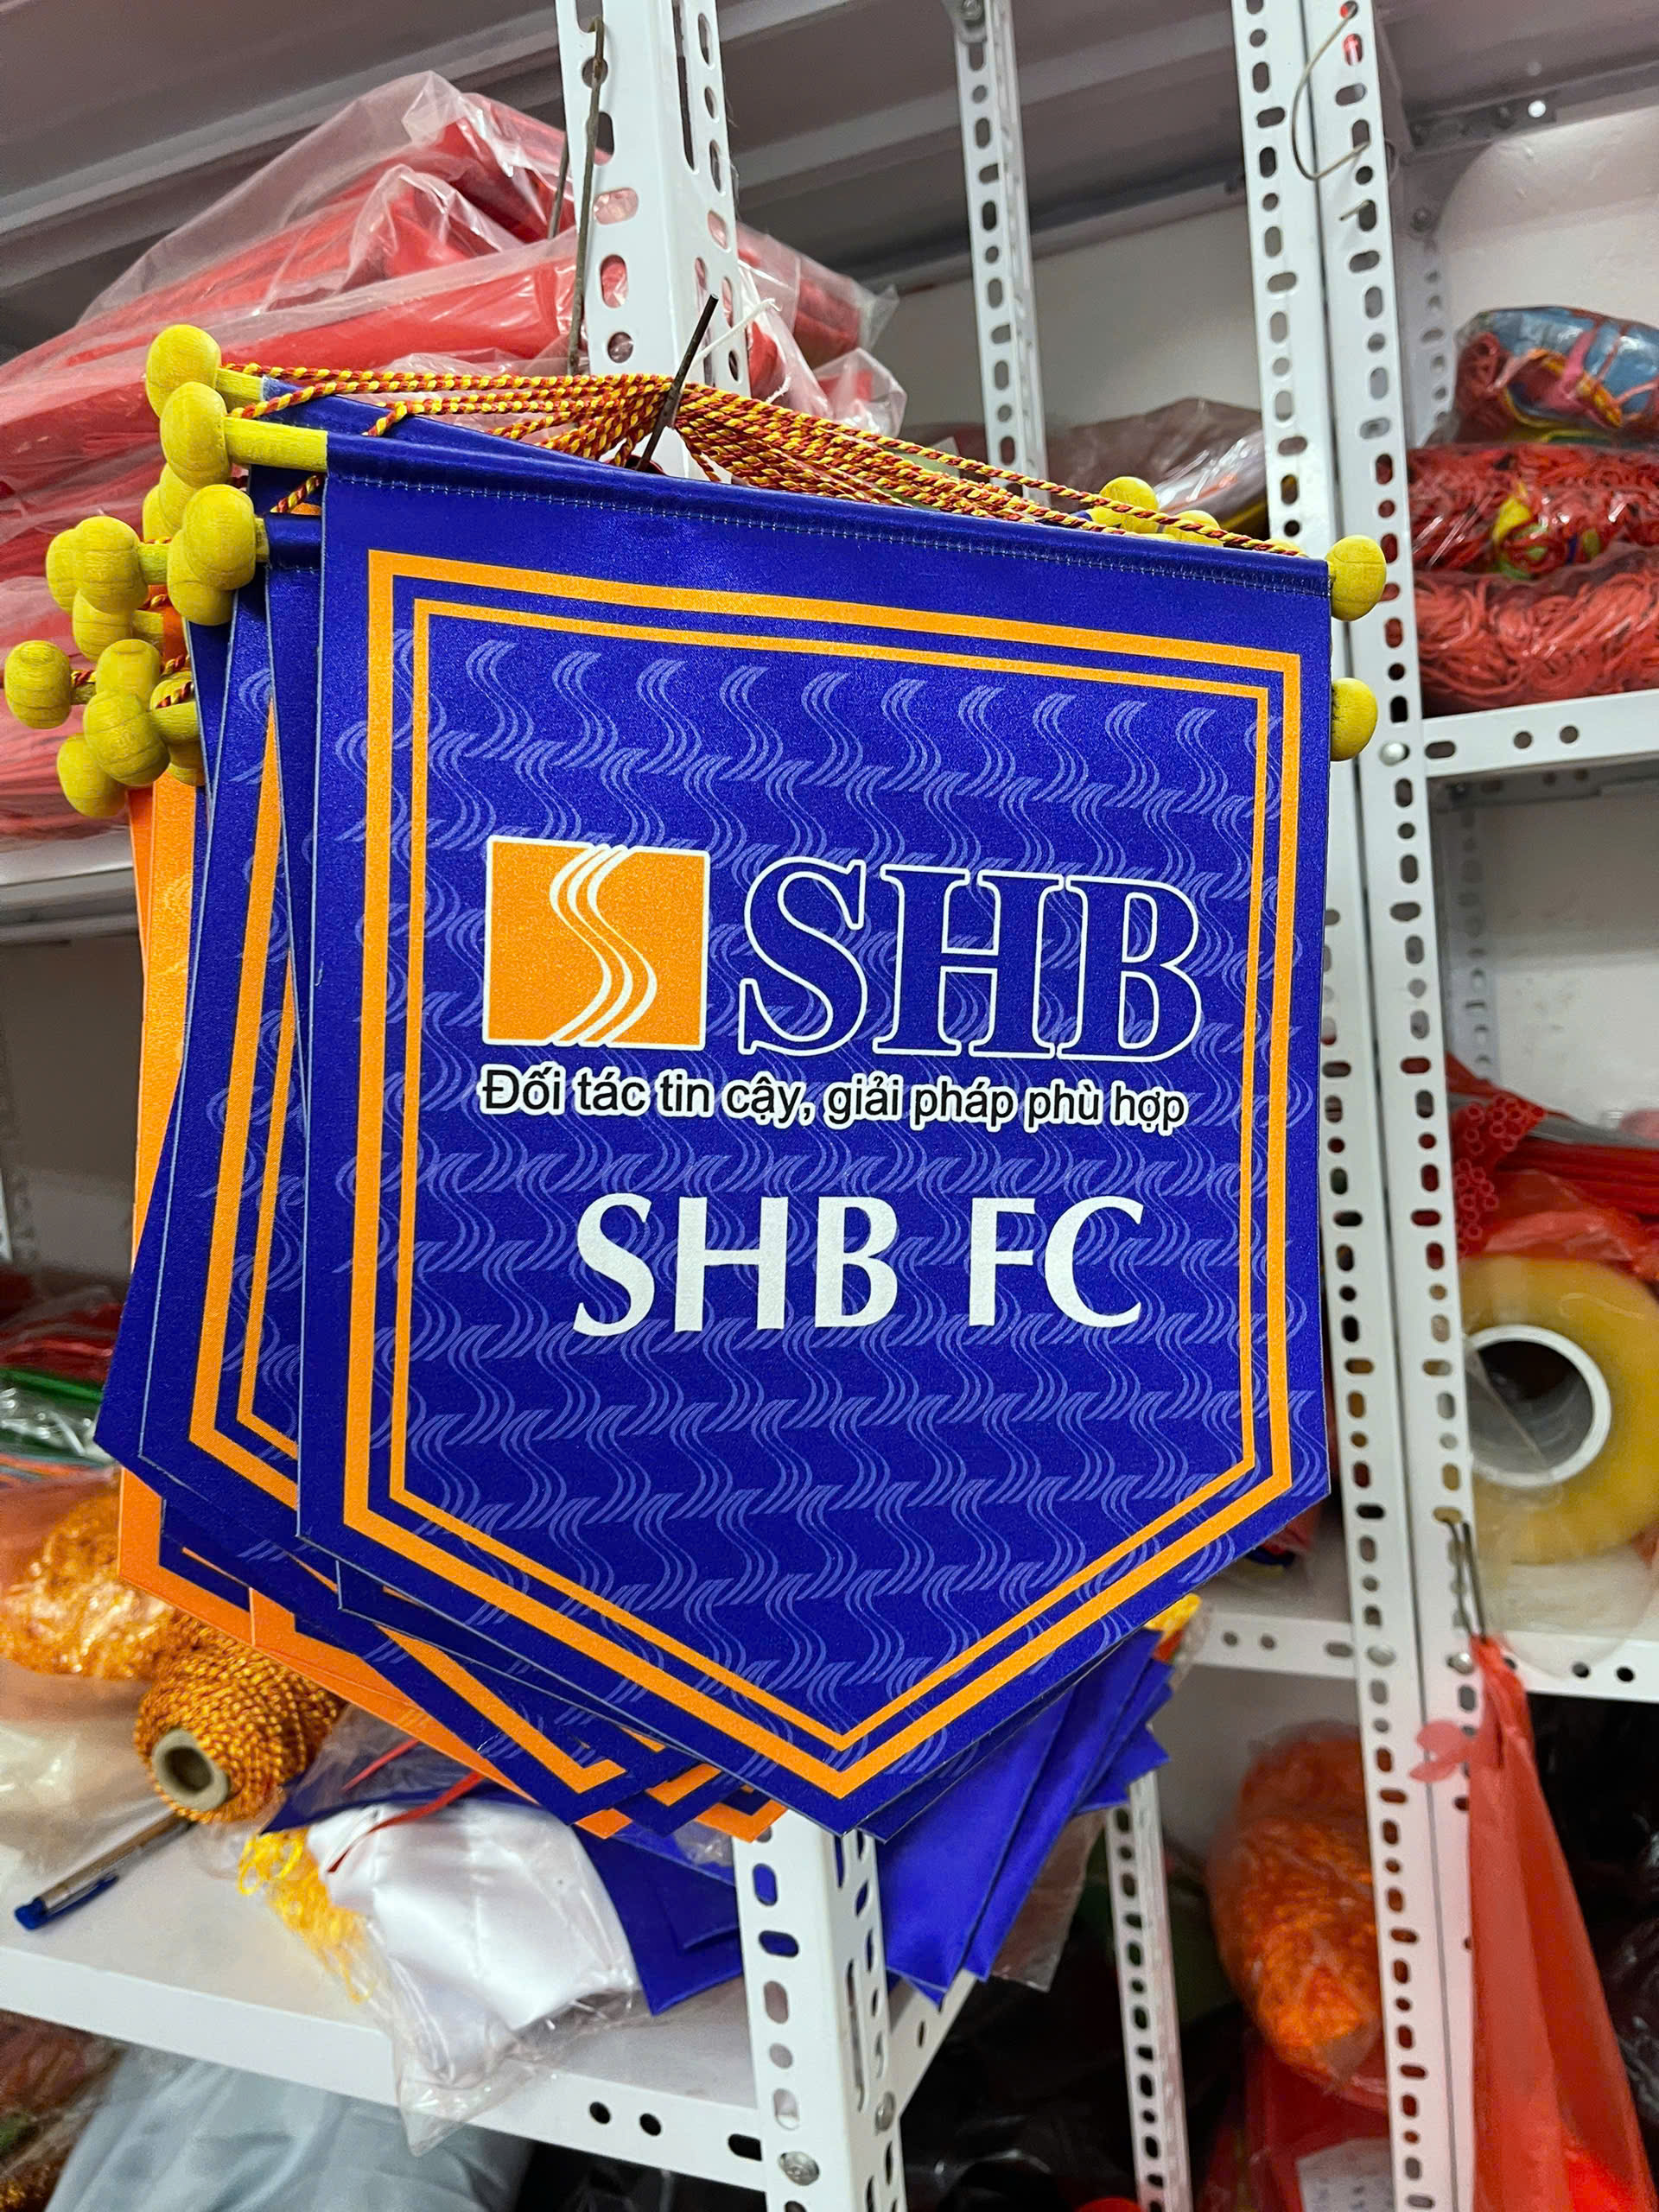 SHB
Đối tác tin cậy, giải pháp phù hợp
SHB FC